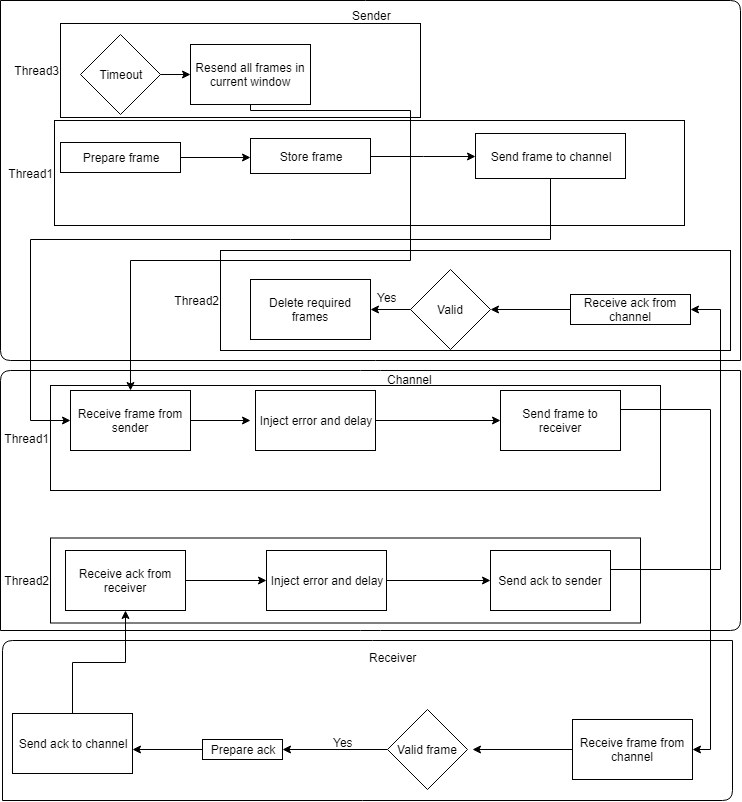 Sender
Thread3
Timeout
Resend all frames in
current window
Thread1
Prepare frame
Store frame
Send frame to channel
Thread2
Delete required
frames
Yes
Valid
Receive ack from
channel
Channel
Thread1
Receive frame from
sender
Inject error and delay
Send frame to
receiver
Thread2
Receive ack from
receiver
Inject error and delay
Send ack to sender
Receiver
Send ack to channel
Prepare ack
Yes
Valid frame
Receive frame from
channel